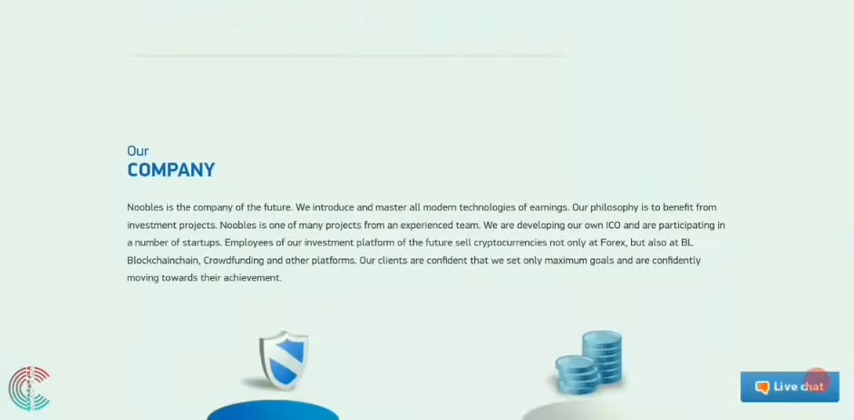 Our
COMPANY
Noobles is the company of the future. We introduce and master all modern technologies of earnings. Our philosophy is to benefit from
investment projects. Noobles is one of many projects from an experienced team. We are developing our own ICO and are participating in
a number of startups. Employees of our investment platform of the future sell cryptocurrencies not only at Forex, but also at BL
Blockchainchain, Crowdfunding and other platforms. Our clients are confident that we set only maximum goals and are confidently
moving towards their achievement.
Live chat